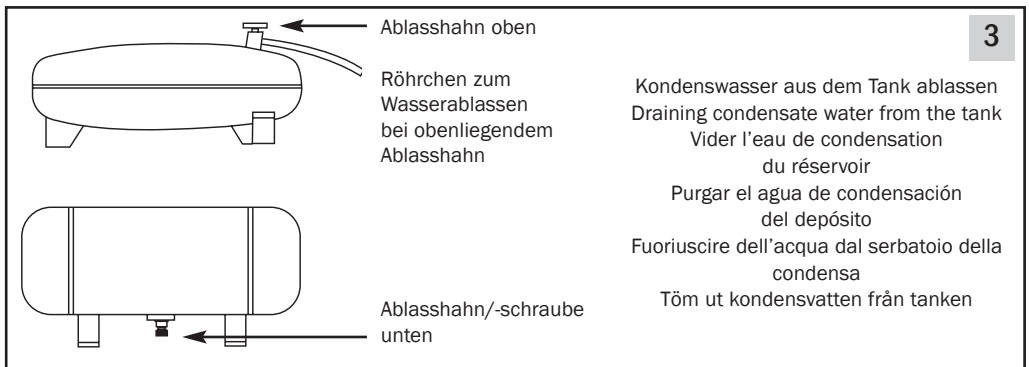 Ablasshahn oben
Röhrchen zum
Wasserablassen
bei obenliegendem
Ablasshahn
Ablasshahn/-schraube
unten
3
Kondenswasser aus dem Tank ablassen
Draining condensate water from the tank
Vider l'eau de condensation
du réservoir
Purgar el agua de condensación
del depósito
Fuoriuscire dell'acqua dal serbatoio della
condensa
Töm ut kondensvatten från tanken